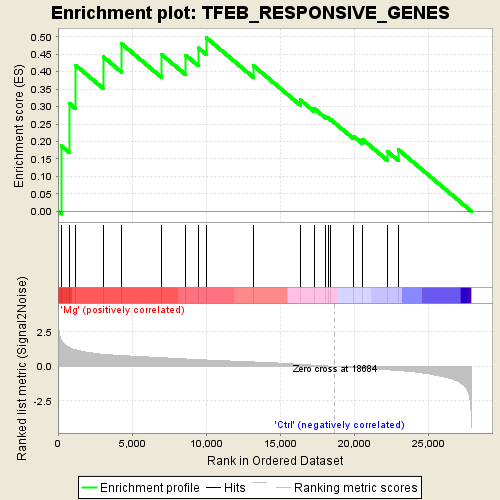 Enrichment plot: TFEB_RESPONSIVE_GENES
Enrichment score (ES)
0.50
0.45
0.40
0.35
0.30
0.25
0.20
0.15
0.10
0.05
0.00
'Mg' (positively correlated)
Ranked list metric (Signal2Noise)
2.5
0.0
-2.5
Zero cross at 18684
'Ctrl' (negatively correlated)
0 5,000 10,000 15,000 20,000 25,000
Rank in Ordered Dataset
Enrichment profile Hits Ranking metric scores